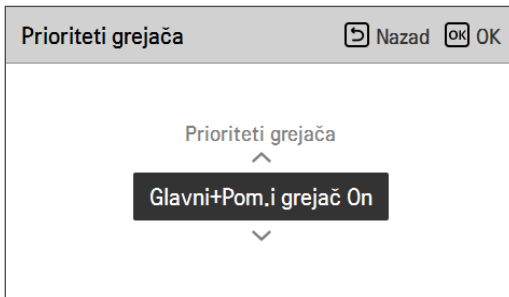 Prioriteti grejača Nazad OK OK
Prioriteti grejača
Glavni+Pom.i grejač On